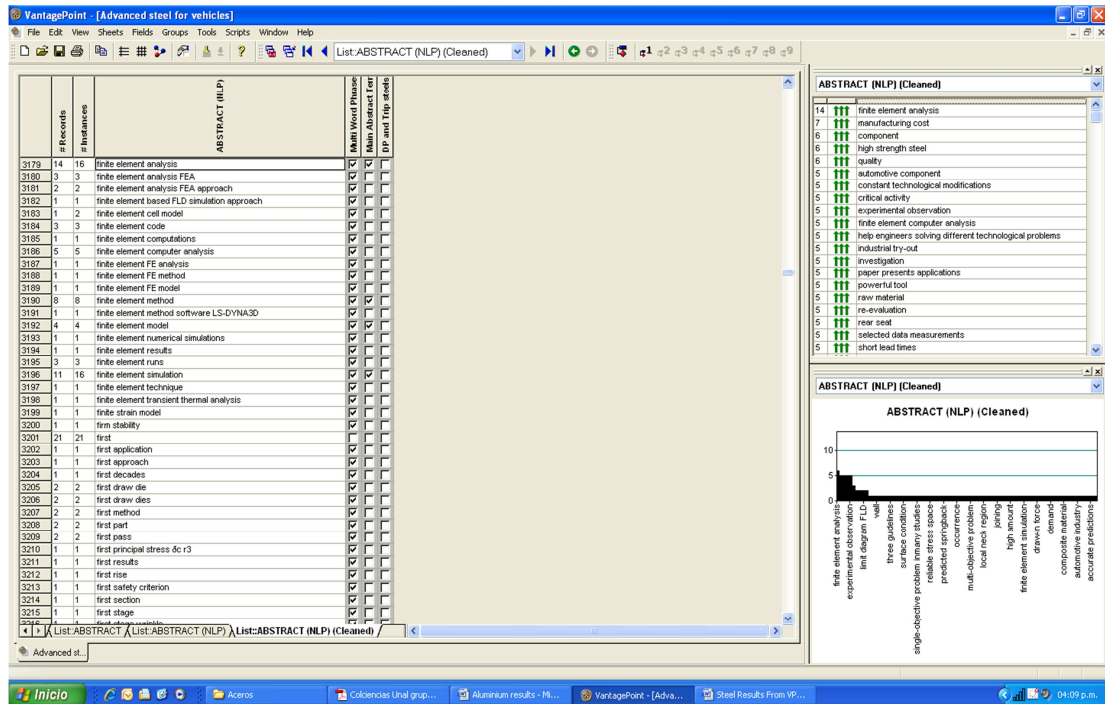 VantagePoint - [Advanced steel for vehicles]
File Edit View Sheets Fields Groups Tools Scripts Window Help
List:ABSTRACT (NLP) (Cleaned)
# Records # Instances ABSTRACT (NLP) Multi Word Phrase Main Abstract Terr DP and Trip steels
3179 14 16 finite element analysis
3180 3 3 finite element analysis FEA
3181 2 2 finite element analysis FEA approach
3182 1 1 finite element based FLD simulation approach
3183 1 2 finite element cell model
3184 3 3 finite element code
3185 1 1 finite element computations
3186 5 5 finite element computer analysis
3187 1 1 finite element FE analysis
3188 1 1 finite element FE method
3189 1 1 finite element FE model
3190 8 8 finite element method
3191 1 1 finite element method software LS-DYNA3D
3192 4 4 finite element model
3193 1 1 finite element numerical simulations
3194 1 1 finite element results
3195 3 3 finite element runs
3196 11 16 finite element simulation
3197 1 1 finite element technique
3198 1 1 finite element transient thermal analysis
3199 1 1 finite strain model
3200 1 1 firm stability
3201 21 21 first
3202 1 1 first application
3203 1 1 first approach
3204 1 1 first decades
3205 2 2 first draw die
3206 2 2 first draw dies
3207 2 2 first method
3208 2 2 first part
3209 2 2 first pass
3210 1 1 first principal stress δc r3
3211 1 1 first results
3212 1 1 first rise
3213 1 1 first safety criterion
3214 1 1 first section
3215 1 1 first stage
3216 1 1 first stage wrinkle
List:ABSTRACT List:ABSTRACT (NLP) List::ABSTRACT (NLP) (Cleaned)
Advanced st...
ABSTRACT (NLP) (Cleaned)
14 finite element analysis
7 manufacturing cost
6 component
6 high strength steel
6 quality
5 automotive component
5 constant technological modifications
5 critical activity
5 experimental observation
5 finite element computer analysis
5 help engineers solving different technological problems
5 industrial try-out
5 investigation
5 paper presents applications
5 powerful tool
5 raw material
5 re-evaluation
5 rear seat
5 selected data measurements
5 short lead times
ABSTRACT (NLP) (Cleaned)
ABSTRACT (NLP) (Cleaned)
10
5
0
finite element analysis
experimental observation
limit diagram FLD
wall
three guidelines
surface condition
single-objective problem inmany studies
reliable stress space
predicted springback
occurrence
multi-objective problem
local neck region
joining
high amount
finite element simulation
draw-n force
demand
composite material
automotive industry
accurate predictions
Inicio Aceros Colciencias Unal grup... Aluminium results - Mi... VantagePoint - [Adva... Steel Results From VP... 04:09 p.m.